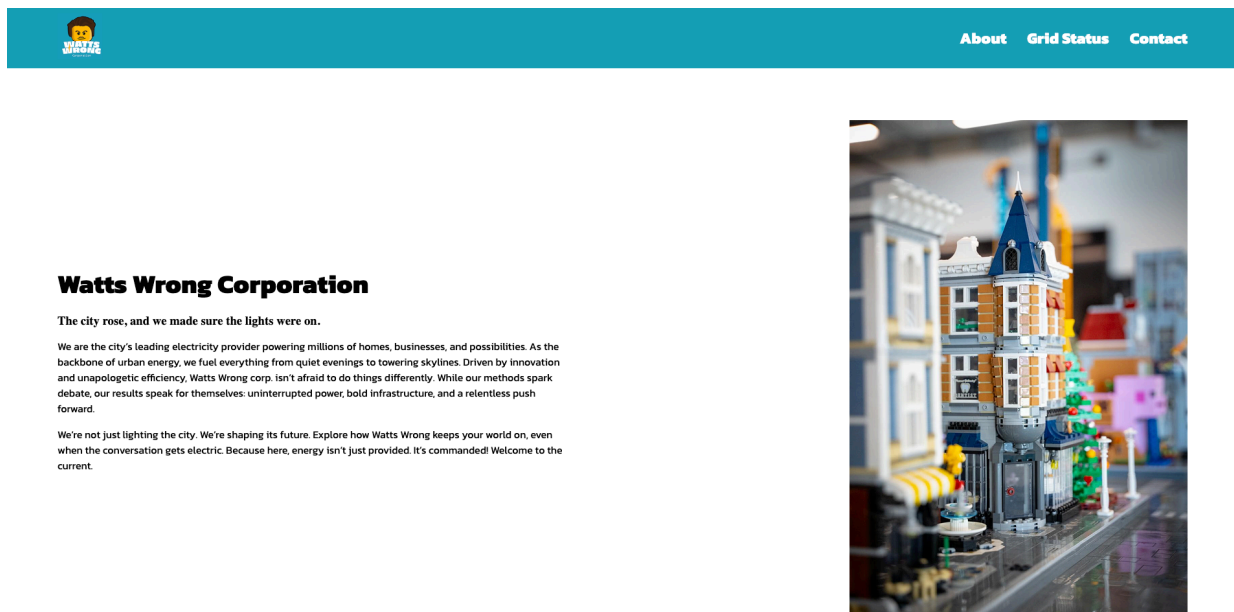 WATTS
WRONG
About Grid Status Contact
Watts Wrong Corporation
The city rose, and we made sure the lights were on.
We are the city's leading electricity provider powering millions of homes, businesses, and possibilities. As the
backbone of urban energy, we fuel everything from quiet evenings to towering skylines. Driven by innovation
and unapologetic efficiency, Watts Wrong corp. isn't afraid to do things differently. While our methods spark
debate, our results speak for themselves: uninterrupted power, bold infrastructure, and a relentless push
forward.
We're not just lighting the city. We're shaping its future. Explore how Watts Wrong keeps your world on, even
when the conversation gets electric. Because here, energy isn't just provided. It's commanded! Welcome to the
current.
DENTIST